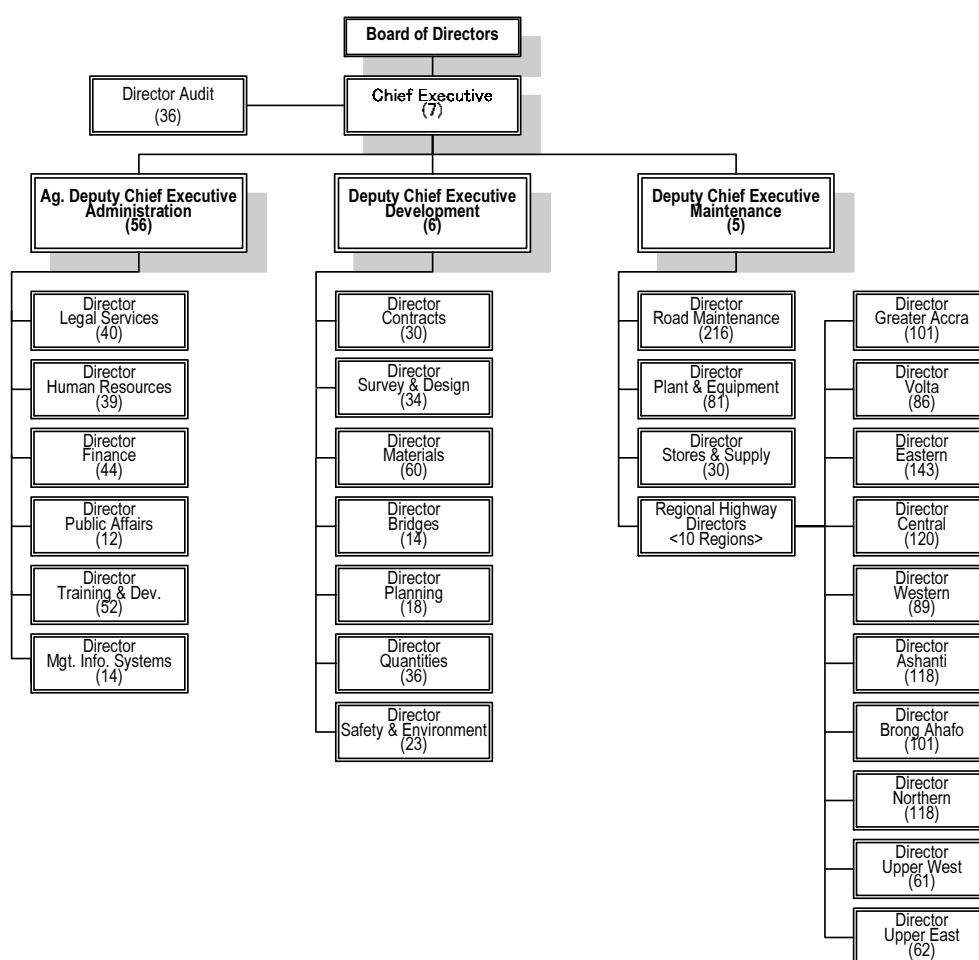 Board of Directors
Director Audit
(36)
Chief Executive
(7)
Ag. Deputy Chief Executive
Administration
(56)
Deputy Chief Executive
Development
(6)
Deputy Chief Executive
Maintenance
(5)
Director
Legal Services
(40)
Director
Human Resources
(39)
Director
Finance
(44)
Director
Public Affairs
(12)
Director
Training & Dev.
(52)
Director
Mgt. Info. Systems
(14)
Director
Contracts
(30)
Director
Survey & Design
(34)
Director
Materials
(60)
Director
Bridges
(14)
Director
Planning
(18)
Director
Quantities
(36)
Director
Safety & Environment
(23)
Director
Road Maintenance
(216)
Director
Plant & Equipment
(81)
Director
Stores & Supply
(30)
Regional Highway
Directors
<10 Regions>
Director
Greater Accra
(101)
Director
Volta
(86)
Director
Eastern
(143)
Director
Central
(120)
Director
Western
(89)
Director
Ashanti
(118)
Director
Brong Ahafo
(101)
Director
Northern
(118)
Director
Upper West
(61)
Director
Upper East
(62)